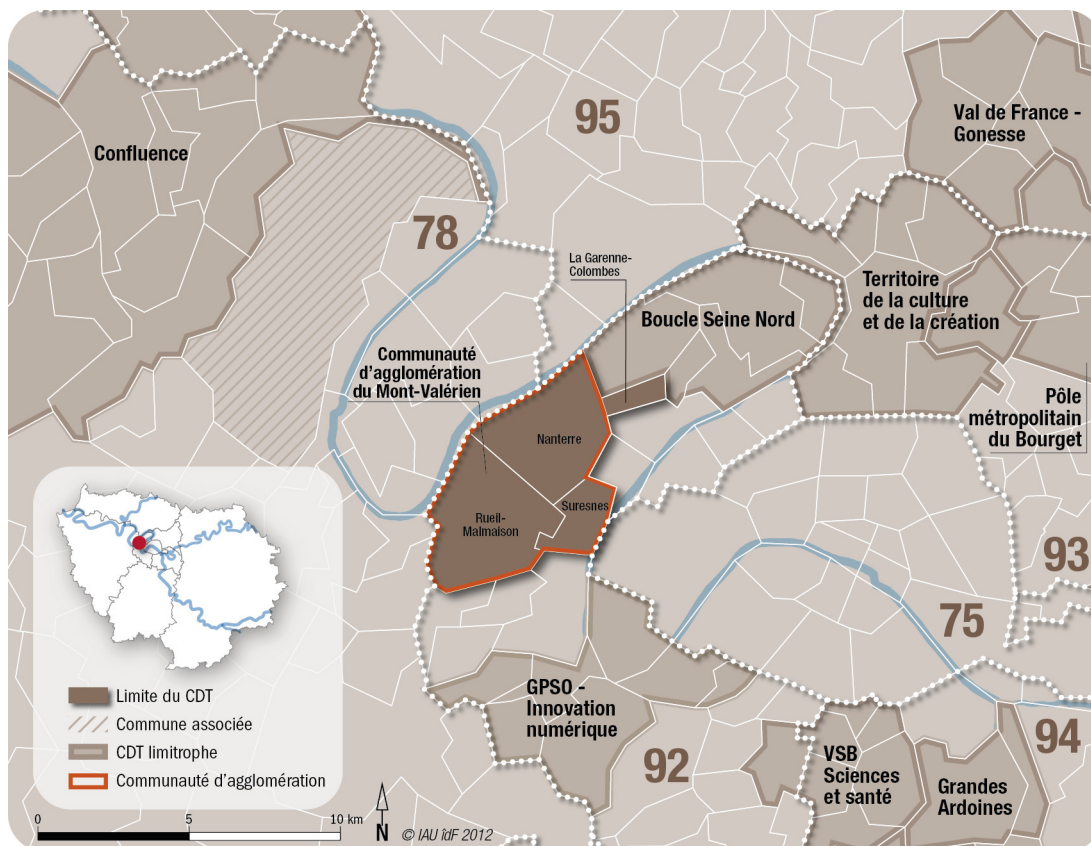 95
Val de France -
Gonesse
Confluence
78
La Garenne-
Colombes
Territoire
de la culture
et de la création
Boucle Seine Nord
Communauté
d'agglomération
du Mont-Valérien
Pôle
métropolitain
du Bourget
Nanterre
Suresnes
Rueil-
Malmaison
93
75
GPSO -
Innovation
numérique
92
94
VSB
Sciences
et santé
Grandes
Ardoines
Limite du CDT
Commune associée
CDT limitrophe
Communauté d'agglomération
0 5 10 km
N
© IAU îdF 2012